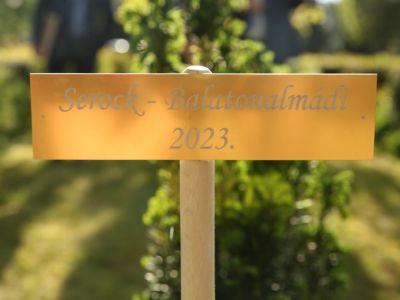 Serock - Balatonalmádi
2023.